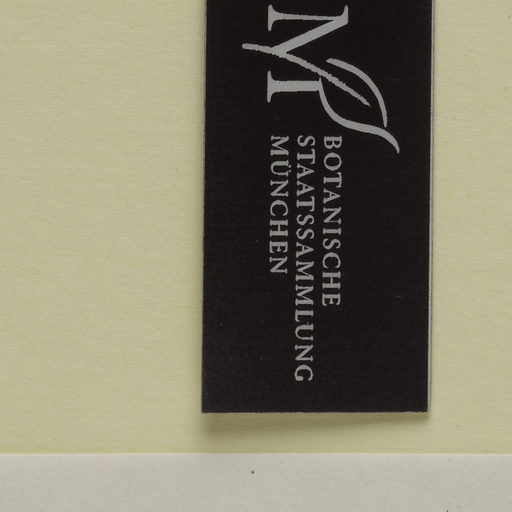 M
BOTANISCHE
STAATSSAMMLUNG
MÜNCHEN